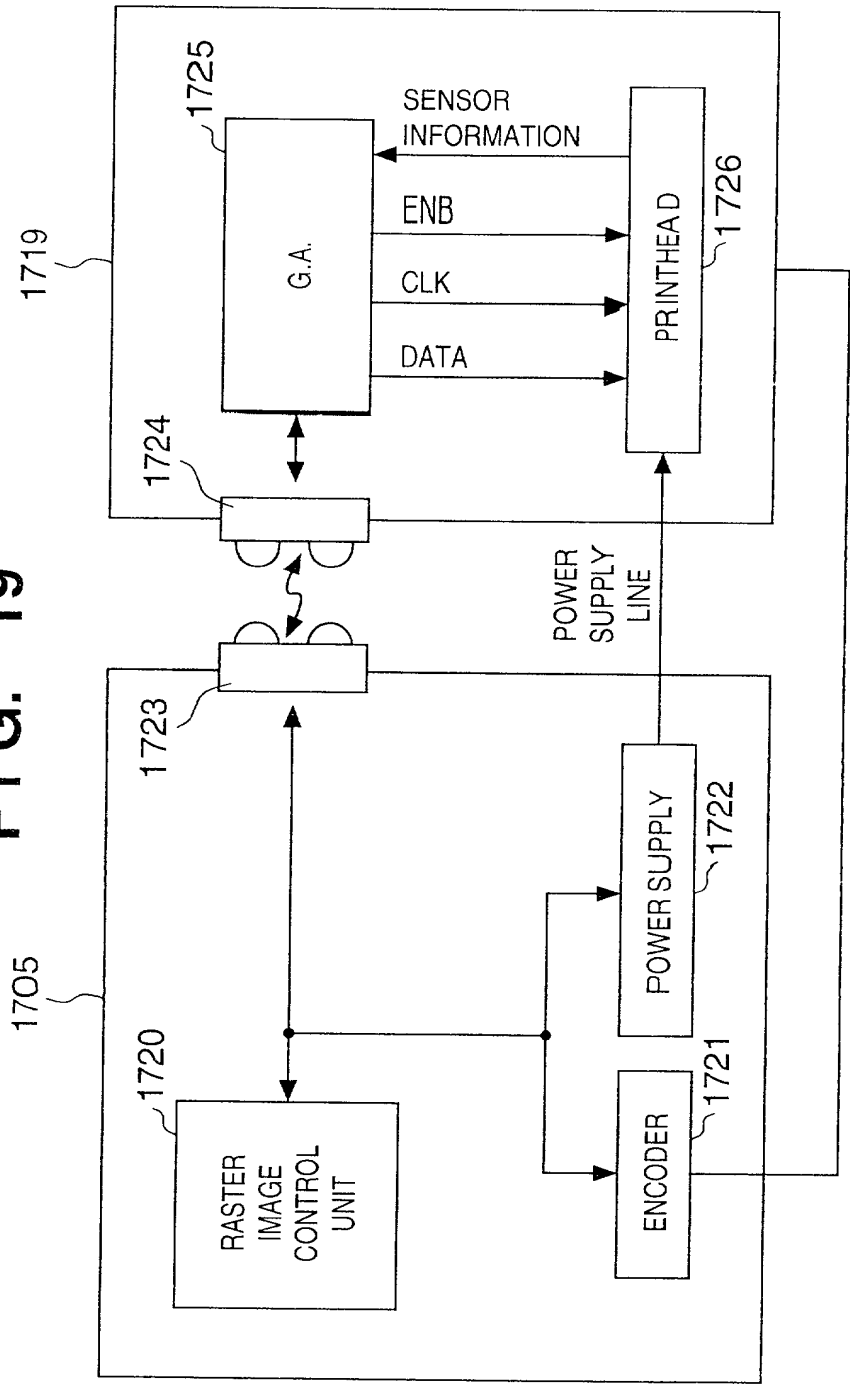 FIG. 19
1705
1720
RASTER
IMAGE
CONTROL
UNIT
1723
ENCODER
1721
POWER SUPPLY
1722
POWER
SUPPLY
LINE
1719
1724
1725
G.A.
DATA
CLK
ENB
SENSOR
INFORMATION
PRINTHEAD
1726